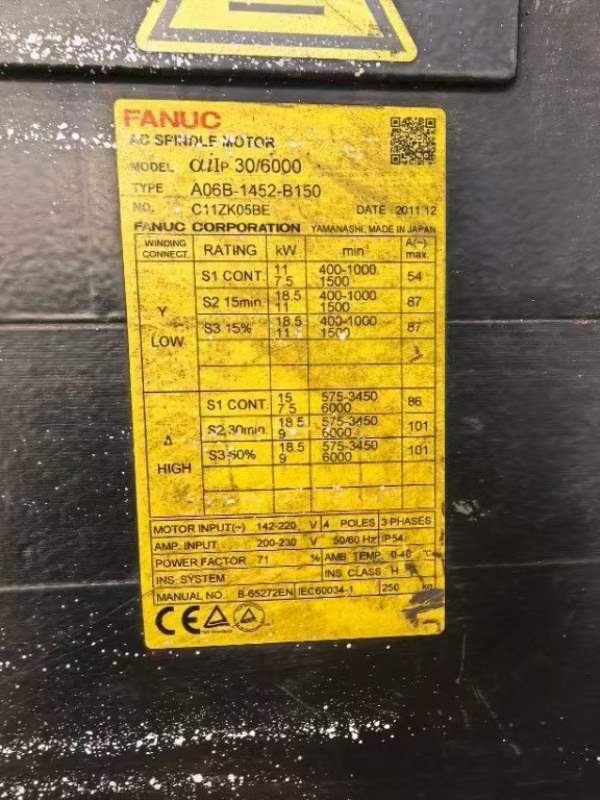 FANUC
AC SPINDLE MOTOR
MODEL αiIP 30/6000
TYPE A06B-1452-B150
NO. C11ZK05BE DATE 2011.12
FANUC CORPORATION YAMANASHI, MADE IN JAPAN
WINDING CONNECT. RATING kW min⁻¹ A(~) max.
Y LOW
S1 CONT. 11 7.5 400-1000 1500 54
S2 15min. 18.5 11 400-1000 1500 87
S3 15% 18.5 11 400-1000 1500 87
Δ HIGH
S1 CONT. 15 7.5 575-3450 6000 86
S2 30min. 18.5 9 575-3450 6000 101
S3 60% 18.5 9 575-3450 6000 101
MOTOR INPUT(~) 142-220 V 4 POLES 3 PHASES
AMP. INPUT 200-230 V 50/60 Hz IP54
POWER FACTOR 71 % AMB. TEMP. 0-40 ℃
INS. SYSTEM INS. CLASS H
MANUAL NO. B-65272EN IEC60034-1 250 kg
CE